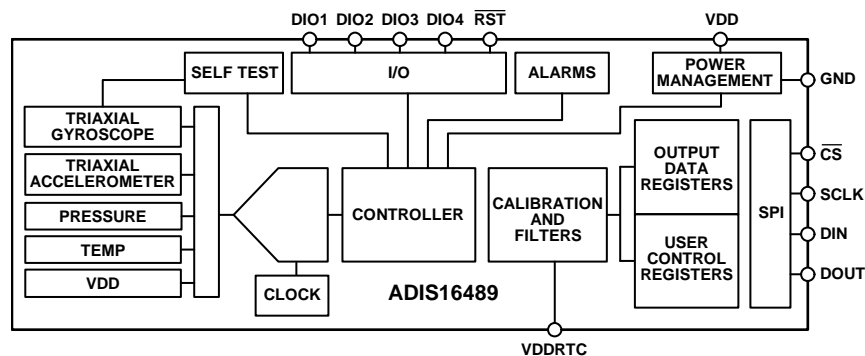 DIO1 DIO2 DIO3 DIO4 RST VDD
SELF TEST
I/O
ALARMS
POWER
MANAGEMENT
GND
TRIAXIAL
GYROSCOPE
TRIAXIAL
ACCELEROMETER
PRESSURE
TEMP
VDD
CLOCK
CONTROLLER
CALIBRATION
AND
FILTERS
OUTPUT
DATA
REGISTERS
USER
CONTROL
REGISTERS
SPI
CS
SCLK
DIN
DOUT
ADIS16489
VDDRTC